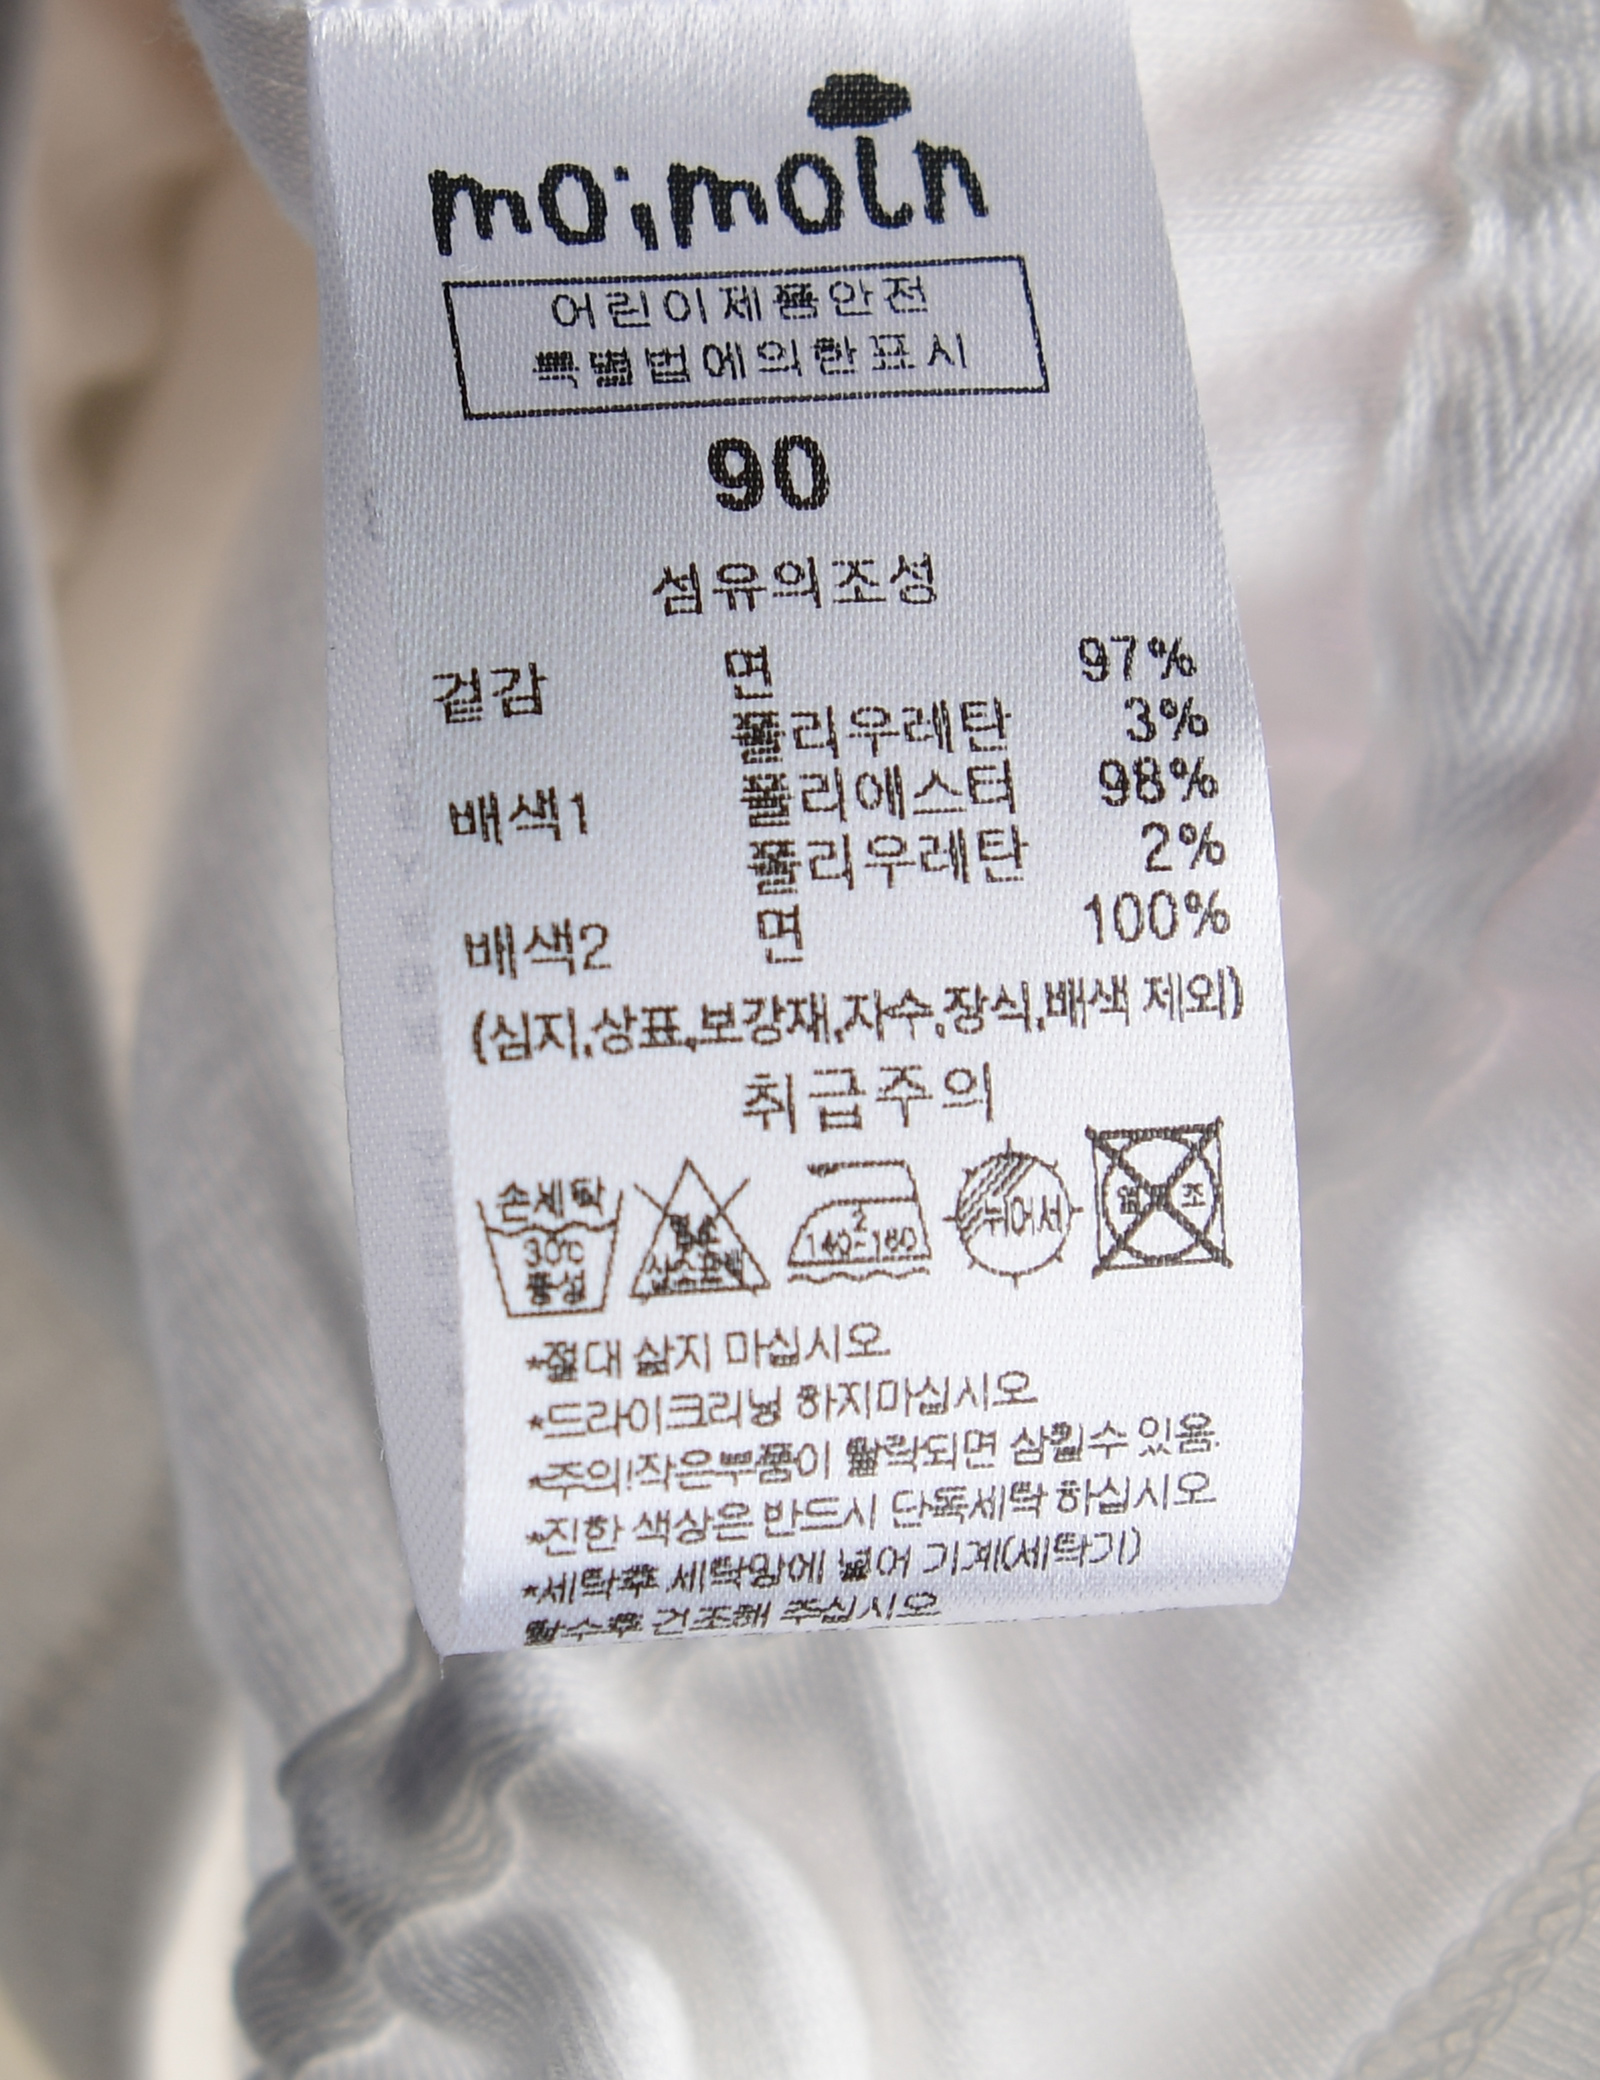 moimoln
어린이제품안전
특별법에의한표시
90
섬유의조성
겉감 면 97%
폴리우레탄 3%
배색1 폴리에스터 98%
폴리우레탄 2%
배색2 면 100%
(심지,상표,보강재,자수,장식,배색 제외)
취급주의
손세탁
30℃
중성
염소
산소표백
2
140-160
뉘어서
조
*절대 삶지 마십시오
*드라이크리닝 하지마십시오
*주의!작은부품이 탈락되면 삼킬수 있음
*진한 색상은 반드시 단독세탁 하십시오
*세탁후 세탁망에 넣어 기계(세탁기)
탈수후 건조해 주십시오